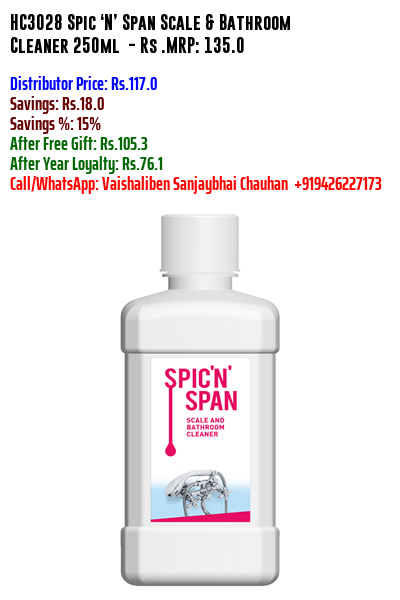 HC3028 Spic ‘N’ Span Scale & Bathroom
Cleaner 250ml - Rs .MRP: 135.0
Distributor Price: Rs.117.0
Savings: Rs.18.0
Savings %: 15%
After Free Gift: Rs.105.3
After Year Loyalty: Rs.76.1
Call/WhatsApp: Vaishaliben Sanjaybhai Chauhan +919426227173
SPIC'N'
SPAN
SCALE AND
BATHROOM
CLEANER